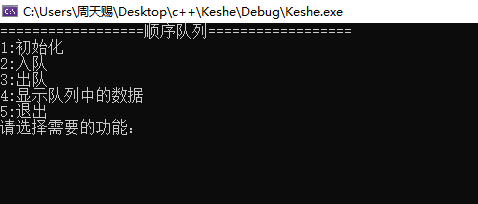 C:\Users\周天赐\Desktop\c++\Keshe\Debug\Keshe.exe
==================顺序队列==================
1:初始化
2:入队
3:出队
4:显示队列中的数据
5:退出
请选择需要的功能: